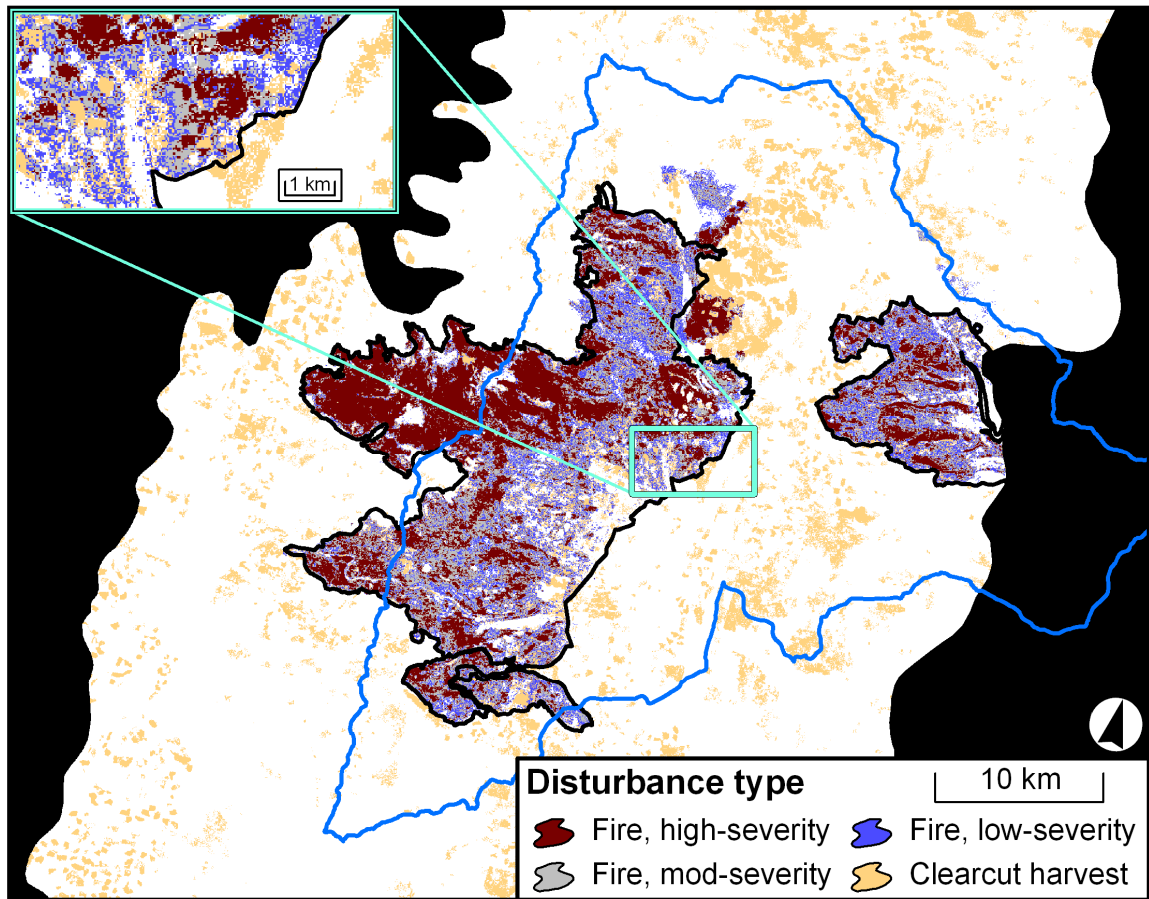 1 km
Disturbance type
10 km
Fire, high-severity
Fire, low-severity
Fire, mod-severity
Clearcut harvest